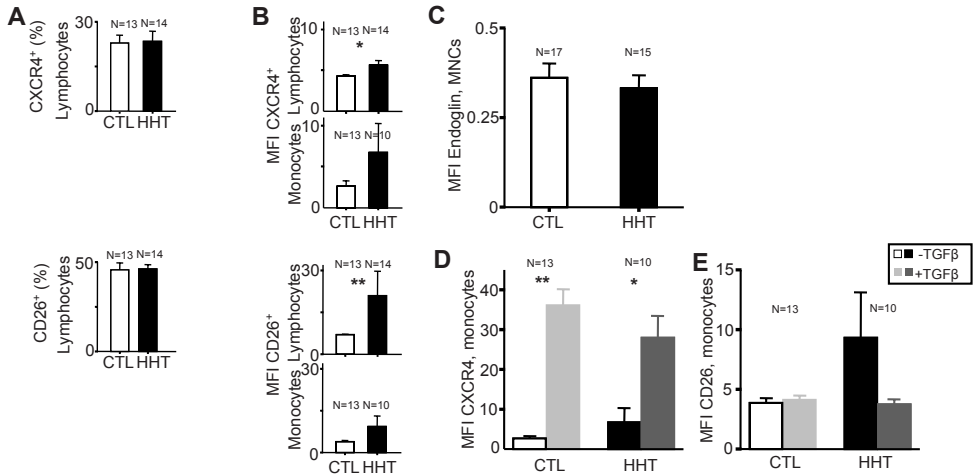 A
CXCR4⁺ (%)
Lymphocytes
30
15
0
N=13 N=14
CTL HHT
CD26⁺ (%)
Lymphocytes
50
0
N=13 N=14
CTL HHT
B
MFI CXCR4⁺
Lymphocytes
10
0
N=13 N=14
*
Monocytes
10
0
N=13 N=10
CTL HHT
MFI CD26⁺
Lymphocytes
30
0
N=13 N=14
**
Monocytes
30
0
N=13 N=10
CTL HHT
C
MFI Endoglin, MNCs
0.5
0.25
0
N=17 N=15
CTL HHT
D
MFI CXCR4, monocytes
40
30
20
10
0
N=13 N=10
** *
CTL HHT
E
MFI CD26, monocytes
15
10
5
0
N=13 N=10
CTL HHT
-TGFβ
+TGFβ